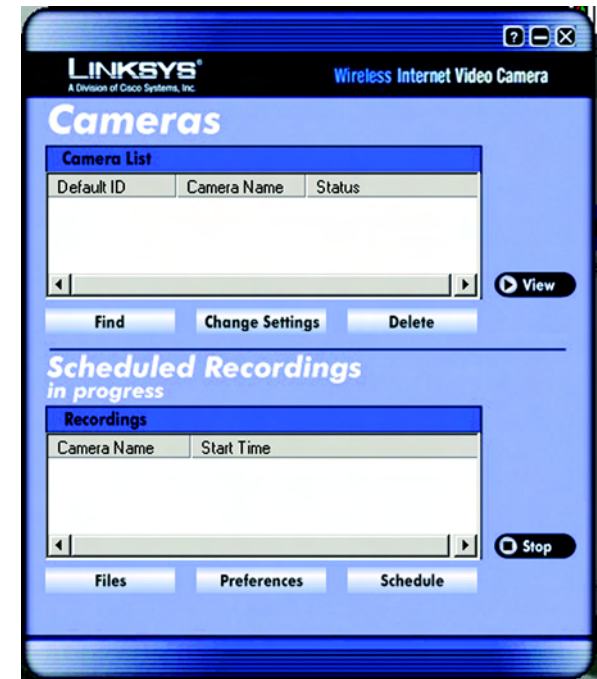 ?
LINKSYS®
A Division of Cisco Systems, Inc.
Wireless Internet Video Camera
Cameras
Camera List
Default ID Camera Name Status
View
Find Change Settings Delete
Scheduled Recordings
in progress
Recordings
Camera Name Start Time
Stop
Files Preferences Schedule